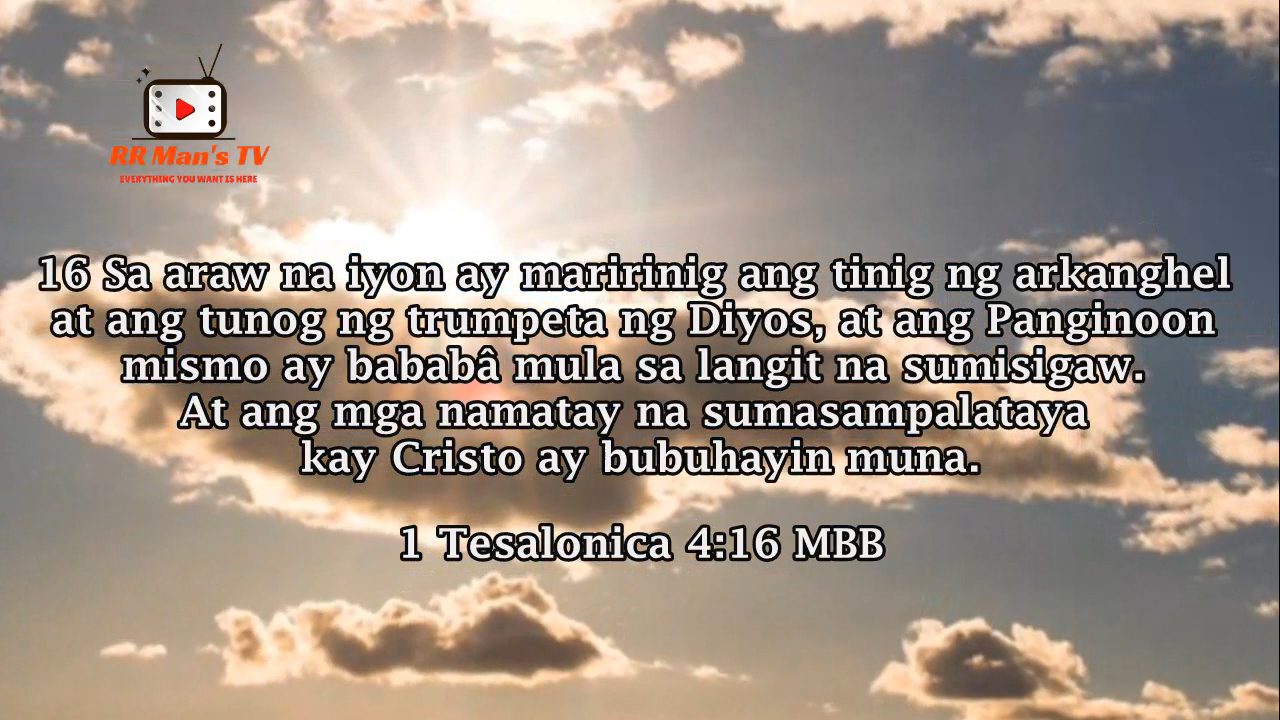 RR Man's TV
EVERYTHING YOU WANT IS HERE
16 Sa araw na iyon ay maririnig ang tinig ng arkanghel
at ang tunog ng trumpeta ng Diyos, at ang Panginoon
mismo ay bababâ mula sa langit na sumisigaw.
At ang mga namatay na sumasampalataya
kay Cristo ay bubuhayin muna.
1 Tesalonica 4:16 MBB